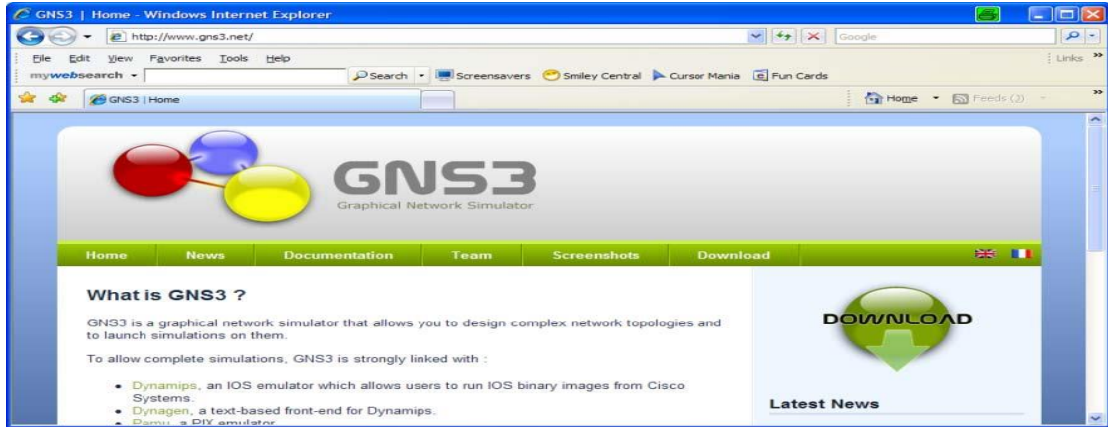 GNS3 | Home - Windows Internet Explorer
http://www.gns3.net/
Google
File Edit View Favorites Tools Help
Links
mywebsearch
Search
Screensavers
Smiley Central
Cursor Mania
Fun Cards
GNS3 | Home
Home
Feeds (2)
GNS3
Graphical Network Simulator
Home News Documentation Team Screenshots Download
What is GNS3 ?
GNS3 is a graphical network simulator that allows you to design complex network topologies and
to launch simulations on them.
To allow complete simulations, GNS3 is strongly linked with :
• Dynamips, an IOS emulator which allows users to run IOS binary images from Cisco
Systems.
• Dynagen, a text-based front-end for Dynamips.
• Pemu, a PIX emulator
DOWNLOAD
Latest News